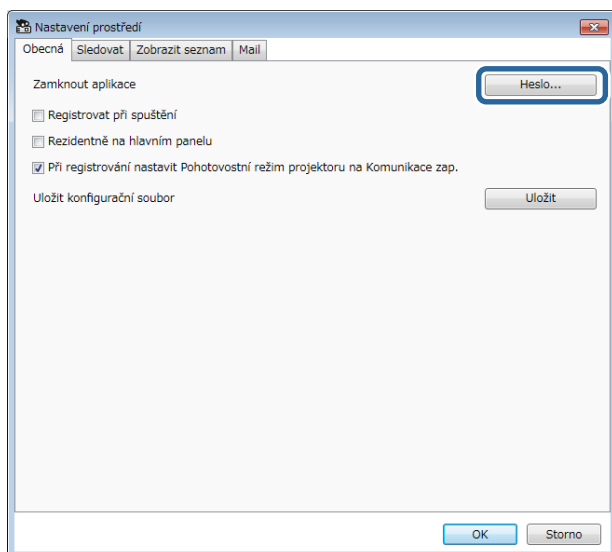 Nastavení prostředí
Obecná Sledovat Zobrazit seznam Mail
Zamknout aplikace Heslo...
Registrovat při spuštění
Rezidentně na hlavním panelu
Při registrování nastavit Pohotovostní režim projektoru na Komunikace zap.
Uložit konfigurační soubor Uložit
OK Storno